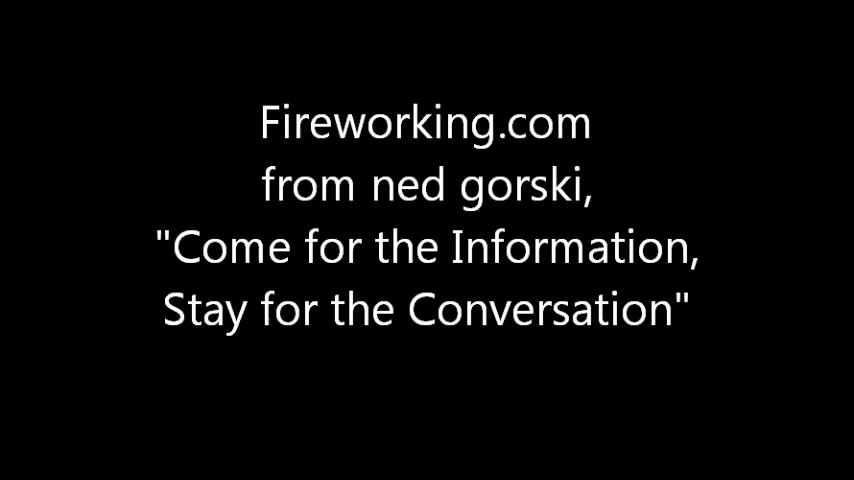 Fireworking.com
from ned gorski,
"Come for the Information,
Stay for the Conversation"